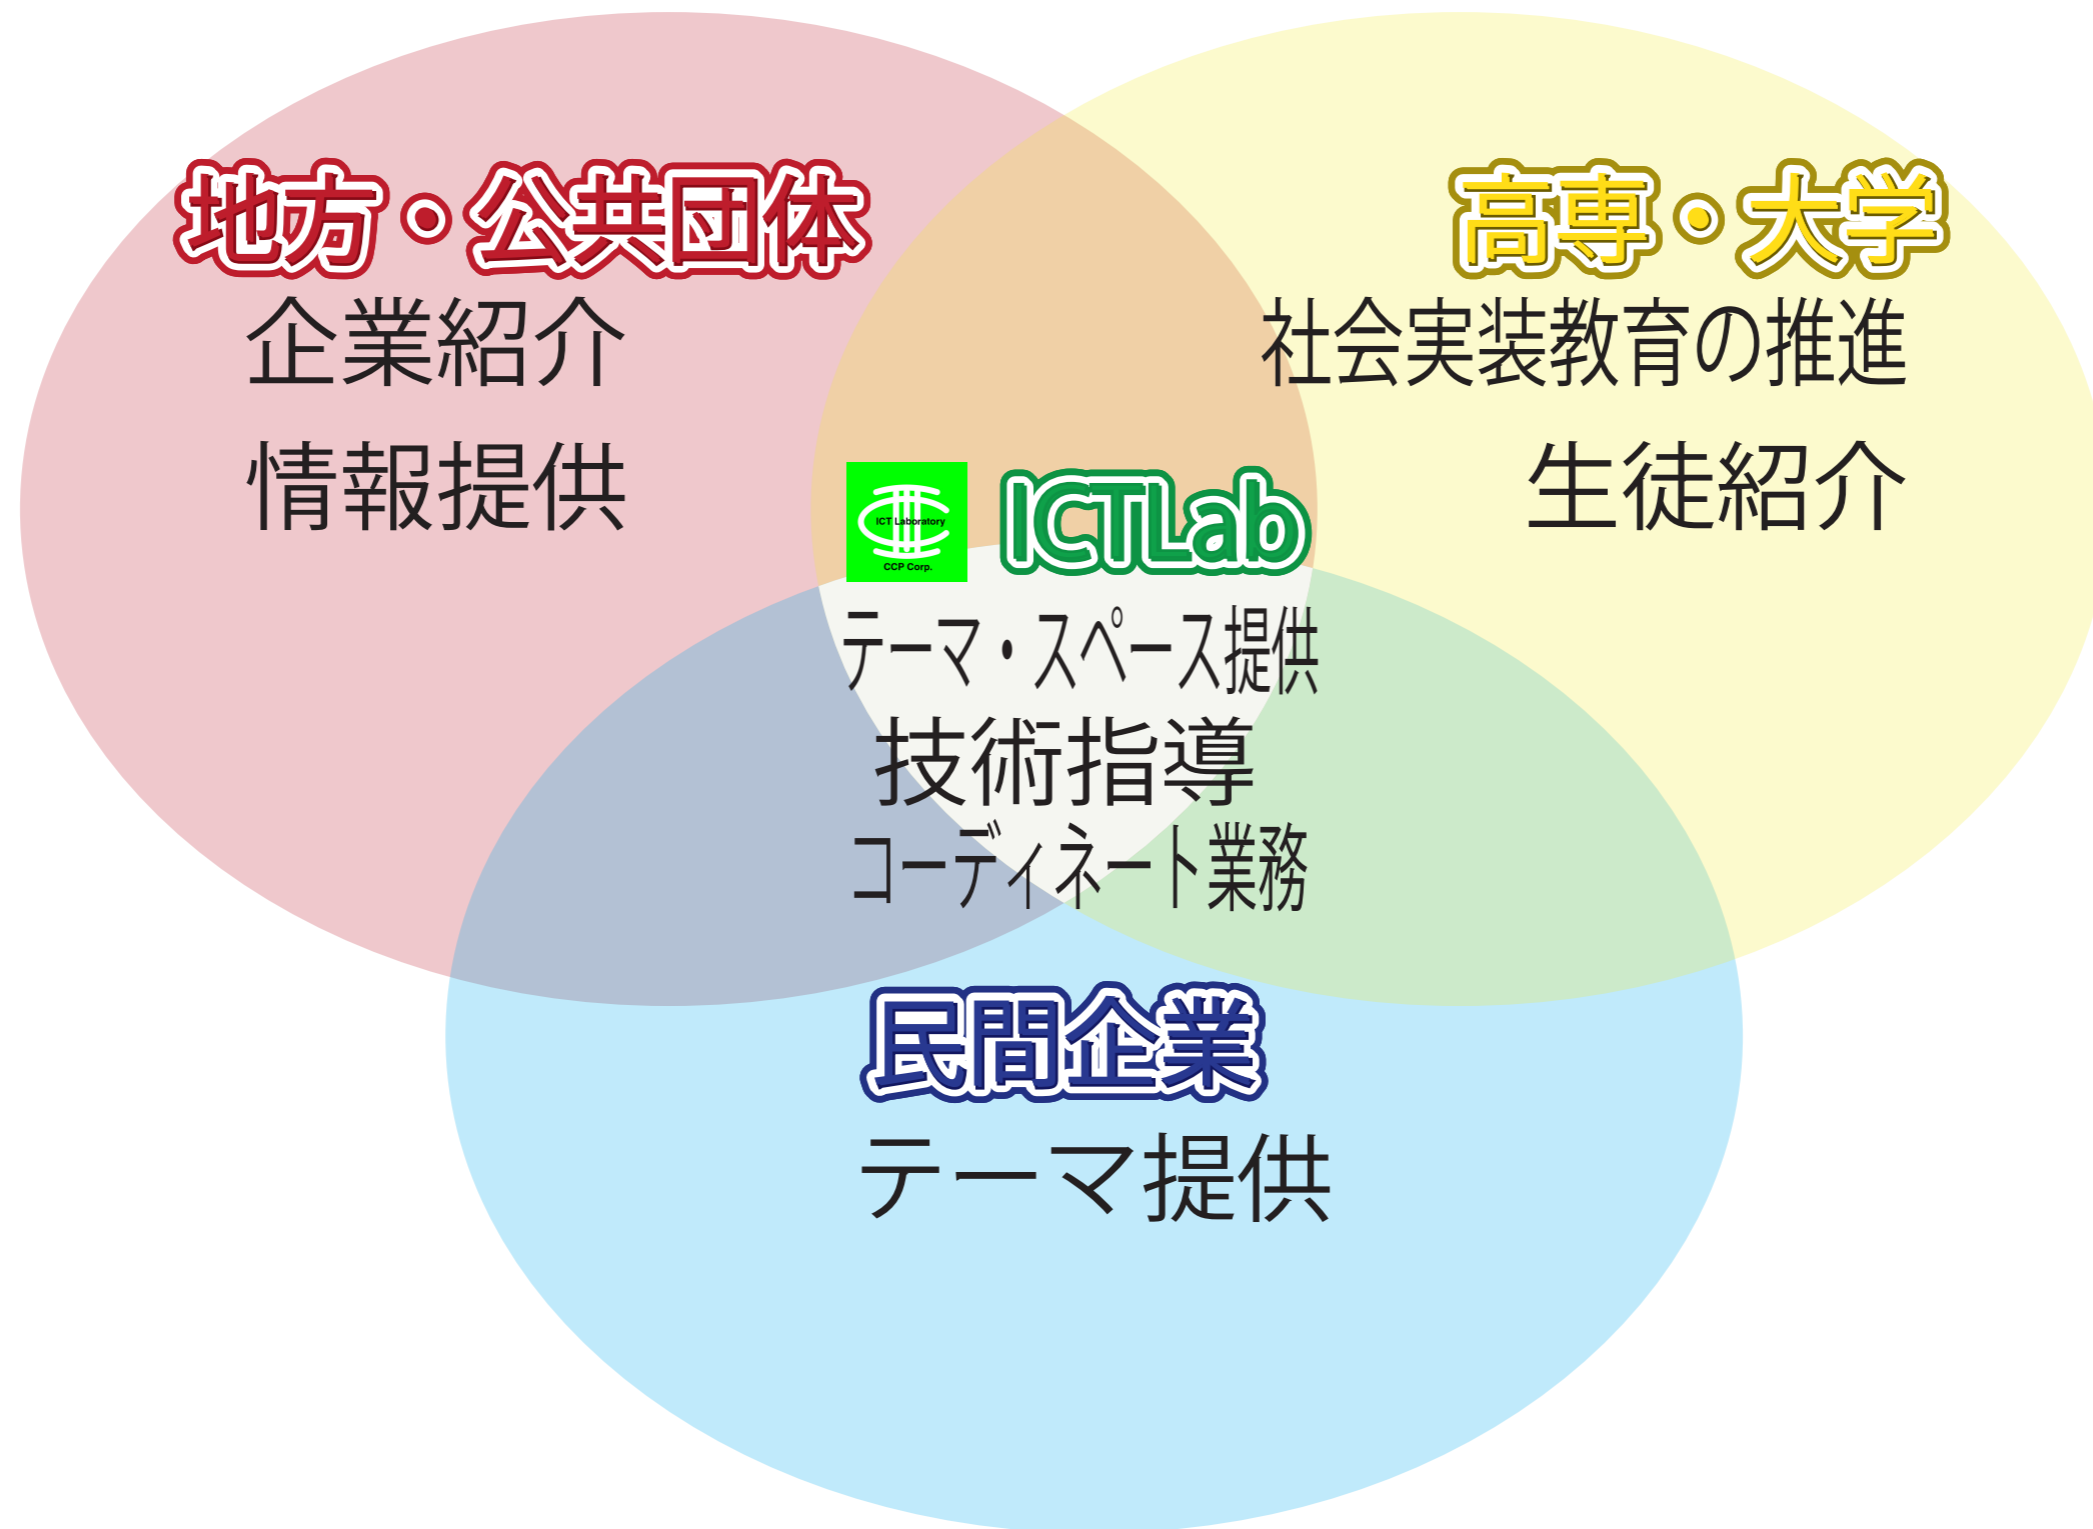 地方・公共団体
企業紹介
情報提供
高専・大学
社会実装教育の推進
生徒紹介
ICT Laboratory
CCP Corp.
ICTLab
テーマ・スペース提供
技術指導
コーディネート業務
民間企業
テーマ提供